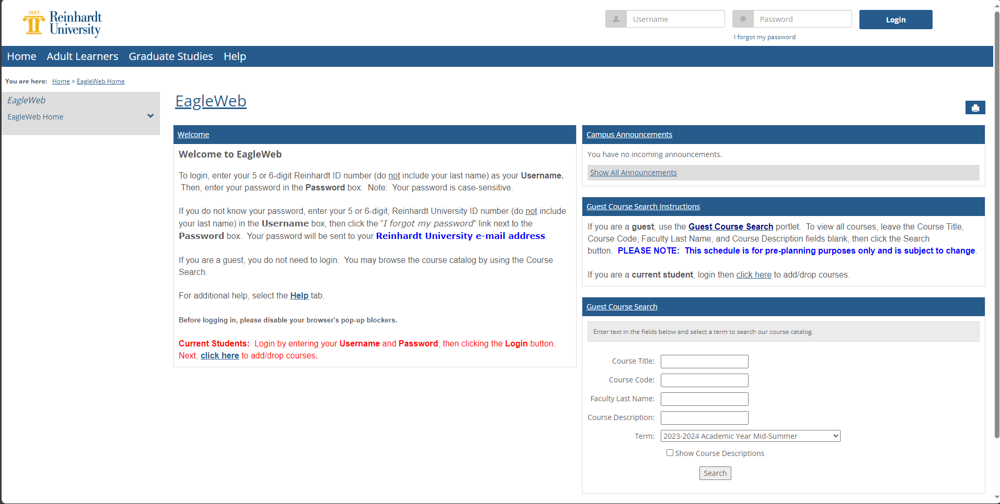 1883
Reinhardt
University
Username
Password
Login
I forgot my password
Home Adult Learners Graduate Studies Help
You are here: Home > EagleWeb Home
EagleWeb
EagleWeb Home
EagleWeb
Welcome
Welcome to EagleWeb
To login, enter your 5 or 6-digit Reinhardt ID number (do not include your last name) as your Username.
Then, enter your password in the Password box. Note: Your password is case-sensitive.
If you do not know your password, enter your 5 or 6-digit, Reinhardt University ID number (do not include
your last name) in the Username box, then click the “I forgot my password” link next to the
Password box. Your password will be sent to your Reinhardt University e-mail address.
If you are a guest, you do not need to login. You may browse the course catalog by using the Course
Search.
For additional help, select the Help tab.
Before logging in, please disable your browser's pop-up blockers.
Current Students: Login by entering your Username and Password, then clicking the Login button.
Next, click here to add/drop courses.
Campus Announcements
You have no incoming announcements.
Show All Announcements
Guest Course Search Instructions
If you are a guest, use the Guest Course Search portlet. To view all courses, leave the Course Title,
Course Code, Faculty Last Name, and Course Description fields blank, then click the Search
button. PLEASE NOTE: This schedule is for pre-planning purposes only and is subject to change.
If you are a current student, login then click here to add/drop courses.
Guest Course Search
Enter text in the fields below and select a term to search our course catalog.
Course Title:
Course Code:
Faculty Last Name:
Course Description:
Term: 2023-2024 Academic Year Mid-Summer
Show Course Descriptions
Search